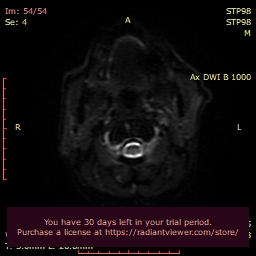 Im: 54/54
Se: 4
STP98
STP98
M
A
Ax DWI B 1000
R
L
You have 30 days left in your trial period.
Purchase a license at https://radiantviewer.com/store/